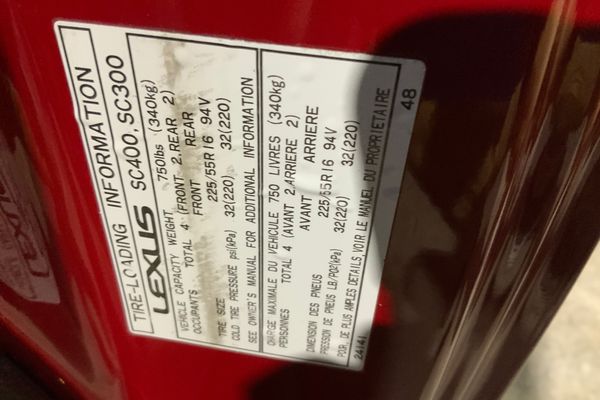 TIRE-LOADING INFORMATION
LEXUS SC400, SC300
VEHICLE CAPACITY WEIGHT 750lbs (340kg)
OCCUPANTS TOTAL 4 (FRONT 2, REAR 2)
FRONT REAR
TIRE SIZE 225/55R16 94V
COLD TIRE PRESSURE psi(kPa) 32(220) 32(220)
SEE OWNER'S MANUAL FOR ADDITIONAL INFORMATION
CHARGE MAXIMALE DU VEHICULE 750 LIVRES (340kg)
PERSONNES TOTAL 4 (AVANT 2, ARRIERE 2)
AVANT ARRIERE
DIMENSION DES PNEUS 225/55R16 94V
PRESSION DE PNEUS LB/PO2(kPa) 32(220) 32(220)
POUR DE PLUS AMPLES DETAILS, VOIR LE MANUEL DU PROPRIETAIRE
24141 48